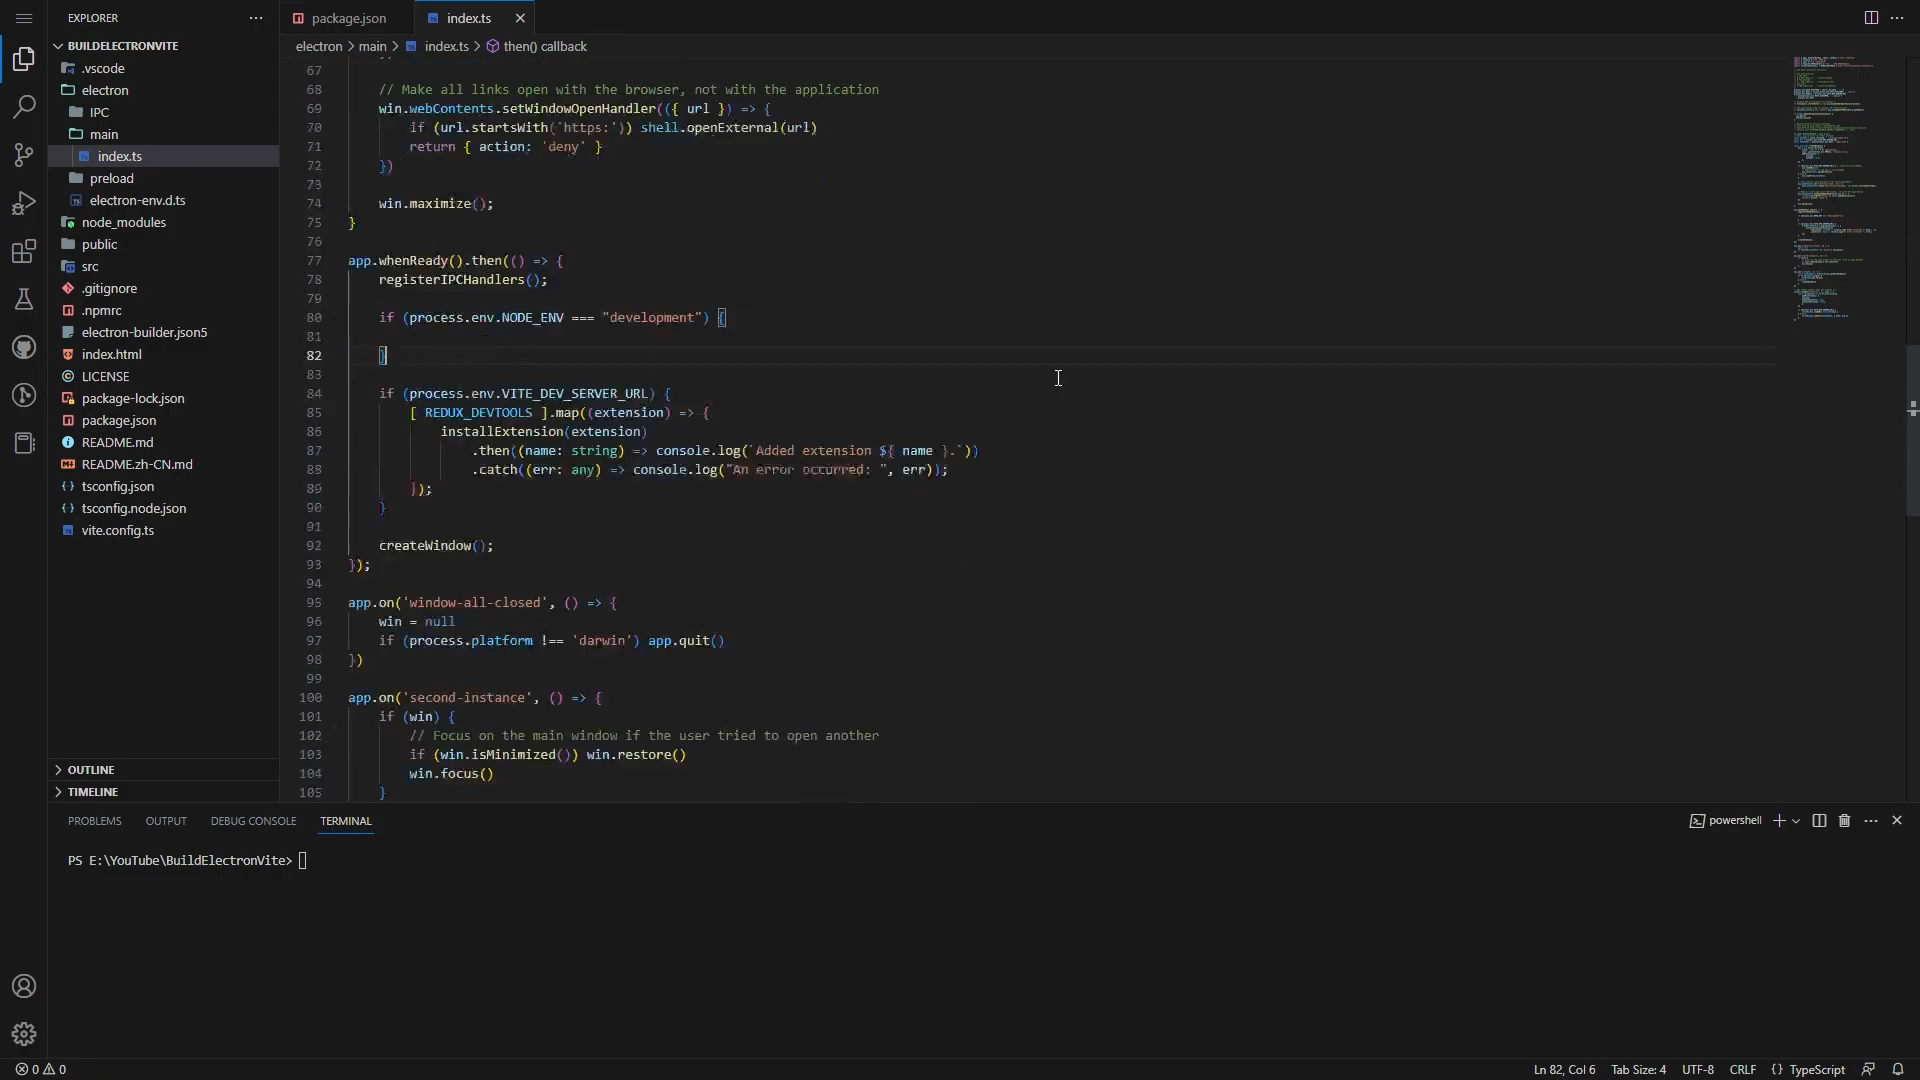 EXPLORER
package.json
index.ts
BUILDELECTRONVITE
.vscode
electron
IPC
main
index.ts
preload
electron-env.d.ts
node_modules
public
src
.gitignore
.npmrc
electron-builder.json5
index.html
LICENSE
package-lock.json
package.json
README.md
README.zh-CN.md
tsconfig.json
tsconfig.node.json
vite.config.ts
OUTLINE
TIMELINE
electron > main > index.ts > then() callback
67
68 // Make all links open with the browser, not with the application
69 win.webContents.setWindowOpenHandler(({ url }) => {
70 if (url.startsWith('https:')) shell.openExternal(url)
71 return { action: 'deny' }
72 })
73
74 win.maximize();
75 }
76
77 app.whenReady().then(() => {
78 registerIPCHandlers();
79
80 if (process.env.NODE_ENV === "development") {
81
82 }
83
84 if (process.env.VITE_DEV_SERVER_URL) {
85 [ REDUX_DEVTOOLS ].map((extension) => {
86 installExtension(extension)
87 .then((name: string) => console.log(`Added extension ${ name }.`))
88 .catch((err: any) => console.log("An error occurred: ", err));
89 });
90 }
91
92 createWindow();
93 });
94
95 app.on('window-all-closed', () => {
96 win = null
97 if (process.platform !== 'darwin') app.quit()
98 })
99
100 app.on('second-instance', () => {
101 if (win) {
102 // Focus on the main window if the user tried to open another
103 if (win.isMinimized()) win.restore()
104 win.focus()
105 }
PROBLEMS OUTPUT DEBUG CONSOLE TERMINAL
powershell
PS E:\YouTube\BuildElectronVite>
0 0
Ln 82, Col 6 Tab Size: 4 UTF-8 CRLF {} TypeScript